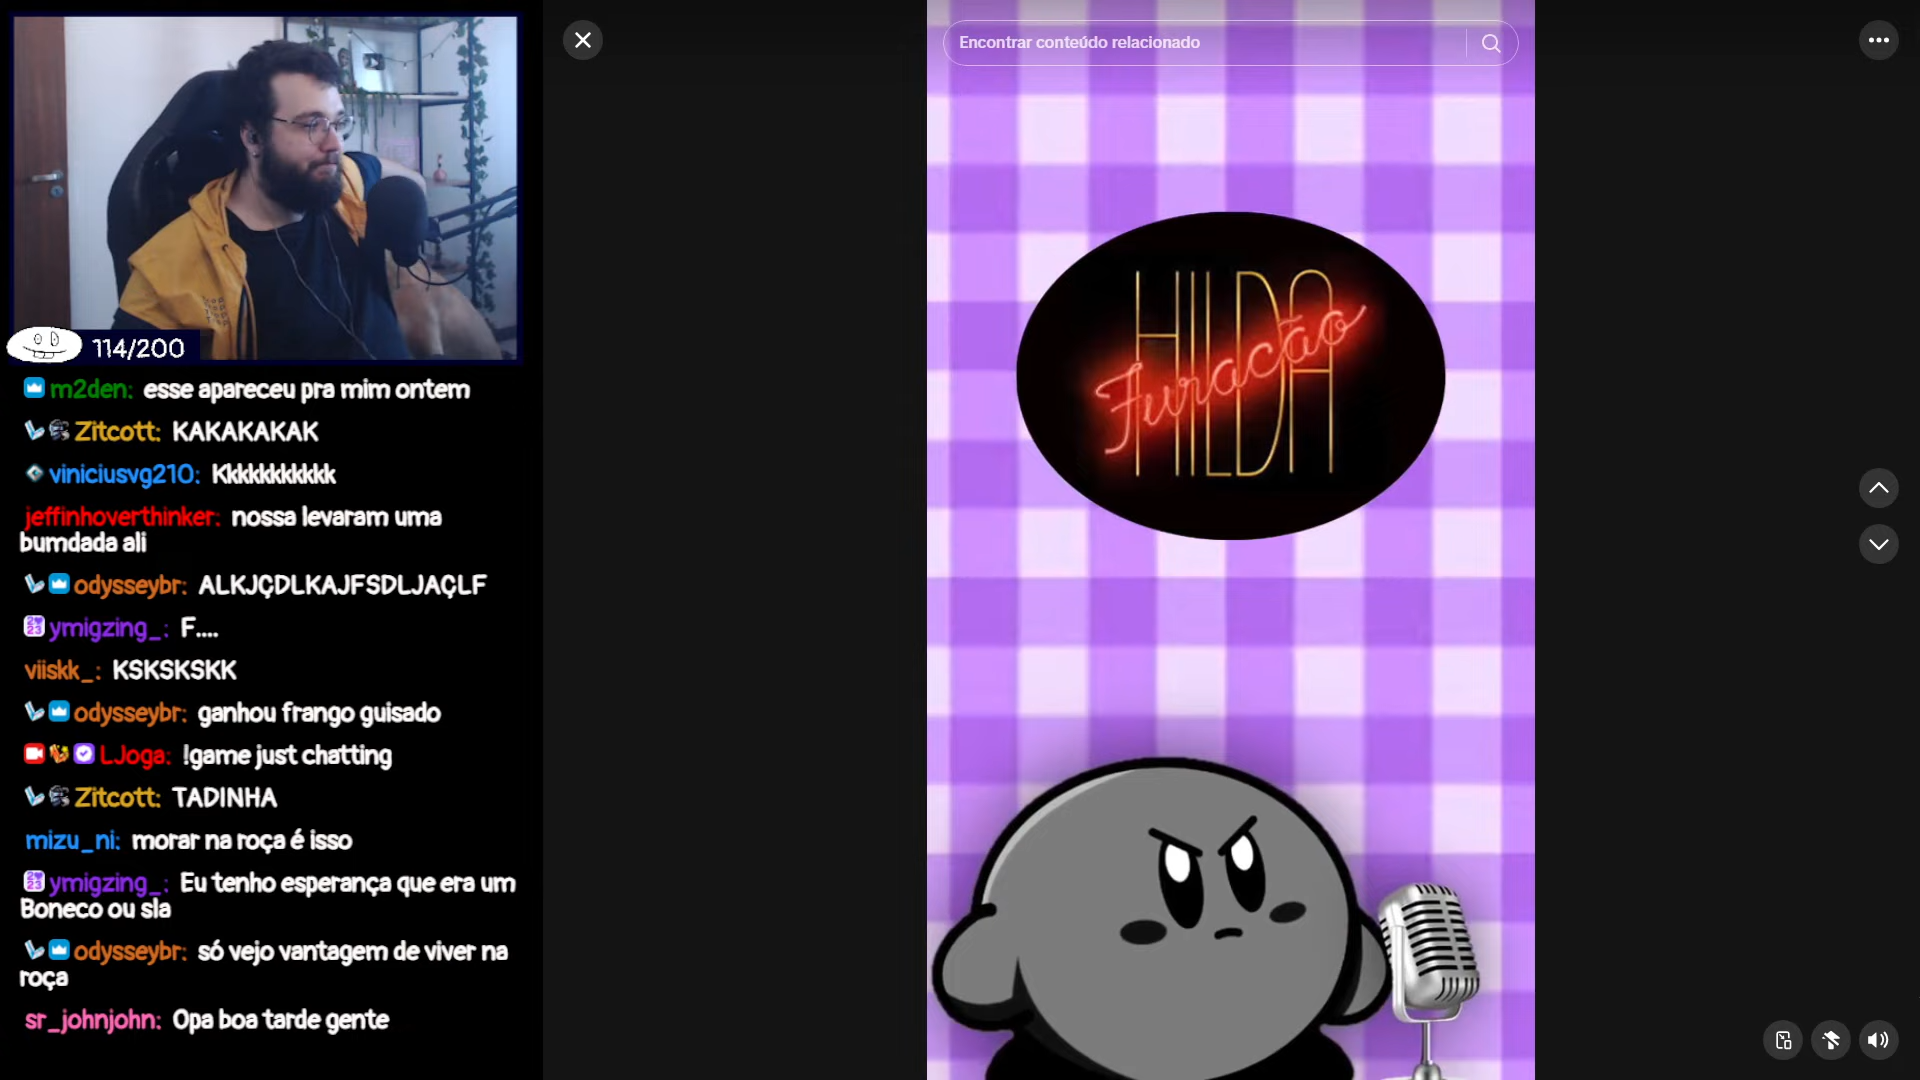 114/200
m2den: esse apareceu pra mim ontem
Zitcott: KAKAKAKAK
viniciusvg210: Kkkkkkkkkkk
jeffinhoverthinker: nossa levaram uma
bumdada ali
odysseybr: ALKJÇDLKAJFSDLJAÇLF
ymigzing_: F....
viiskk_: KSKSKSKK
odysseybr: ganhou frango guisado
LJoga: !game just chatting
Zitcott: TADINHA
mizu_ni: morar na roça é isso
ymigzing_: Eu tenho esperança que era um
Boneco ou sla
odysseybr: só vejo vantagem de viver na
roça
sr_johnjohn: Opa boa tarde gente
Encontrar conteúdo relacionado
HILDA
Furacão